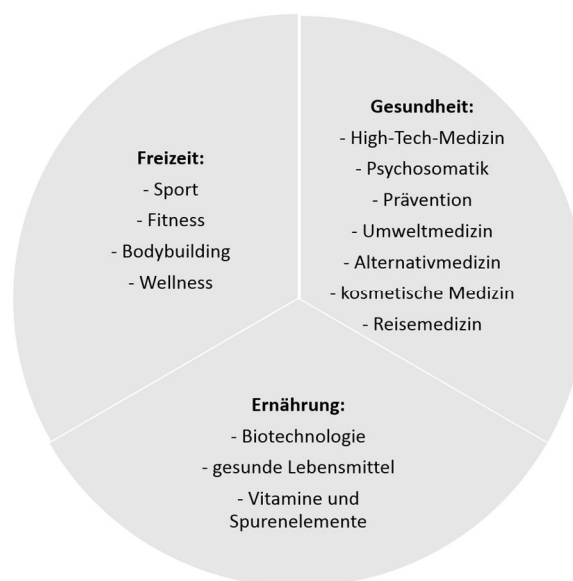 Gesundheit:
- High-Tech-Medizin
- Psychosomatik
- Prävention
- Umweltmedizin
- Alternativmedizin
- kosmetische Medizin
- Reisemedizin
Freizeit:
- Sport
- Fitness
- Bodybuilding
- Wellness
Ernährung:
- Biotechnologie
- gesunde Lebensmittel
- Vitamine und
Spurenelemente